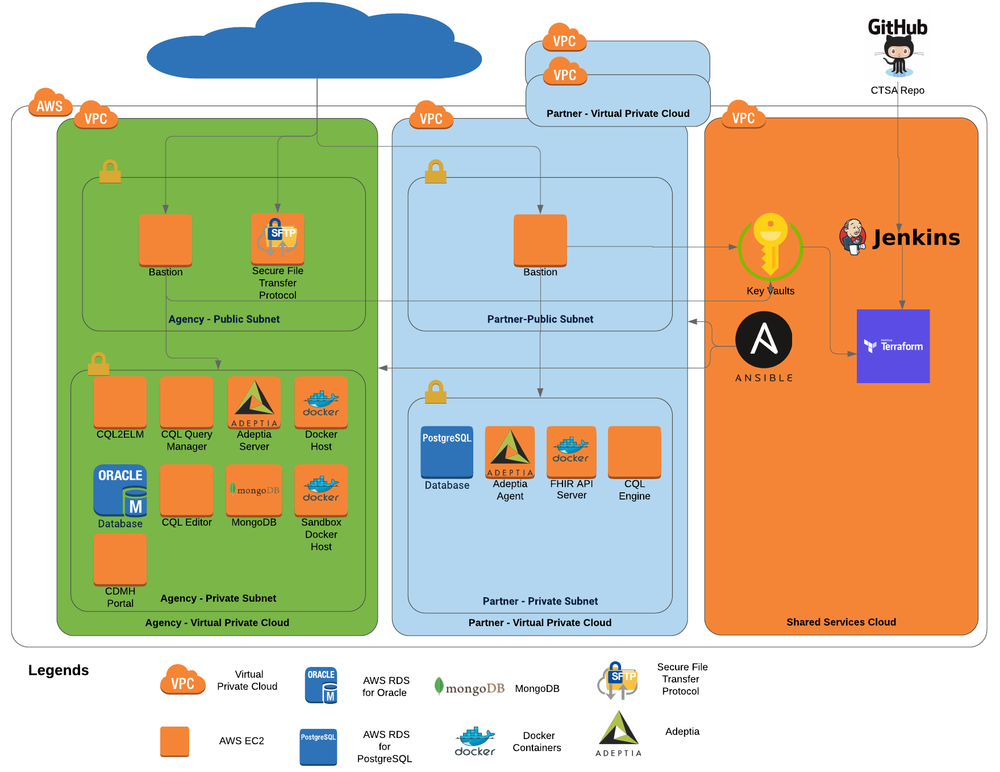 GitHub
CTSA Repo
VPC
VPC
Partner - Virtual Private Cloud
AWS
VPC
VPC
VPC
SFTP
Bastion
Secure File
Transfer
Protocol
Agency - Public Subnet
Bastion
Partner-Public Subnet
Key Vaults
Jenkins
ANSIBLE
HashiCorp
Terraform
CQL2ELM
CQL Query
Manager
ADEPTIA
Adeptia
Server
docker
Docker
Host
ORACLE
M
Database
CQL Editor
mongoDB
MongoDB
docker
Sandbox
Docker
Host
CDMH
Portal
Agency - Private Subnet
Agency - Virtual Private Cloud
PostgreSQL
Database
ADEPTIA
Adeptia
Agent
docker
FHIR API
Server
CQL
Engine
Partner - Private Subnet
Partner - Virtual Private Cloud
Shared Services Cloud
Legends
VPC
Virtual
Private Cloud
ORACLE
M
AWS RDS
for Oracle
mongoDB
MongoDB
SFTP
Secure File
Transfer
Protocol
AWS EC2
PostgreSQL
AWS RDS
for
PostgreSQL
docker
Docker
Containers
ADEPTIA
Adeptia